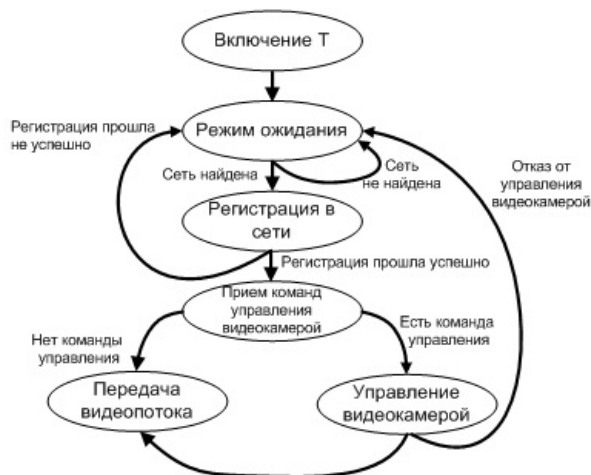 Включение Т
Режим ожидания
Регистрация прошла
не успешно
Сеть найдена
Сеть
не найдена
Отказ от
управления
видеокамерой
Регистрация в
сети
Регистрация прошла успешно
Прием команд
управления
видеокамерой
Нет команды
управления
Есть команда
управления
Передача
видеопотока
Управление
видеокамерой